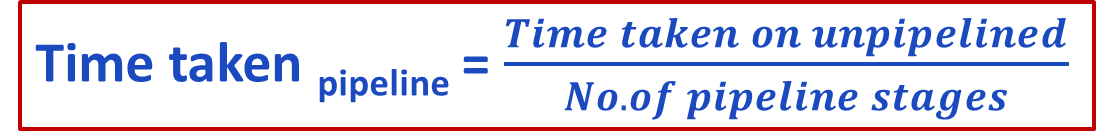 Time taken pipeline = Time taken on unpipelined
No.of pipeline stages